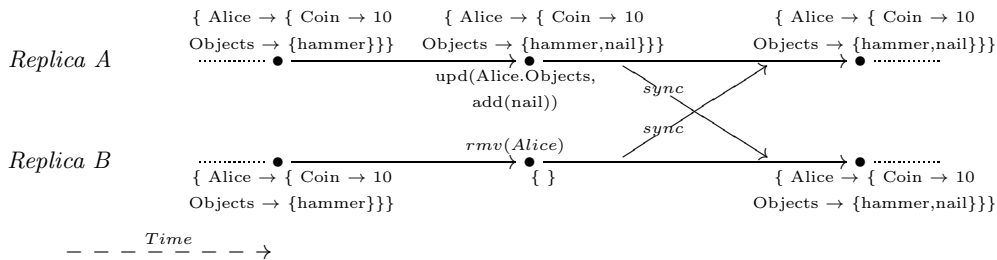 { Alice → { Coin → 10 { Alice → { Coin → 10 { Alice → { Coin → 10
Objects → {hammer}}} Objects → {hammer,nail}}} Objects → {hammer,nail}}}
Replica A
upd(Alice.Objects,
add(nail))
sync
sync
rmv(Alice)
Replica B
{ Alice → { Coin → 10 { } { Alice → { Coin → 10
Objects → {hammer}}} Objects → {hammer,nail}}}
Time